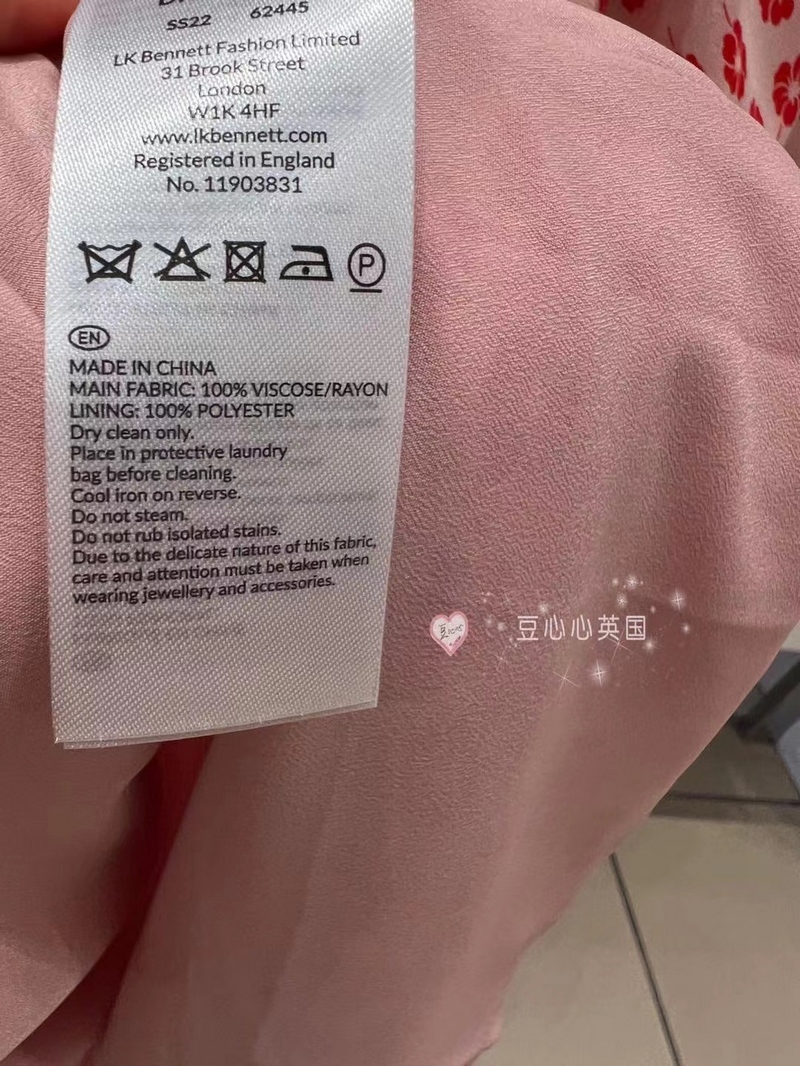 SS22 62445
LK Bennett Fashion Limited
31 Brook Street
London
W1K 4HF
www.lkbennett.com
Registered in England
No. 11903831
P
EN
MADE IN CHINA
MAIN FABRIC: 100% VISCOSE/RAYON
LINING: 100% POLYESTER
Dry clean only.
Place in protective laundry
bag before cleaning.
Cool iron on reverse.
Do not steam.
Do not rub isolated stains.
Due to the delicate nature of this fabric,
care and attention must be taken when
wearing jewellery and accessories.
豆心心英国